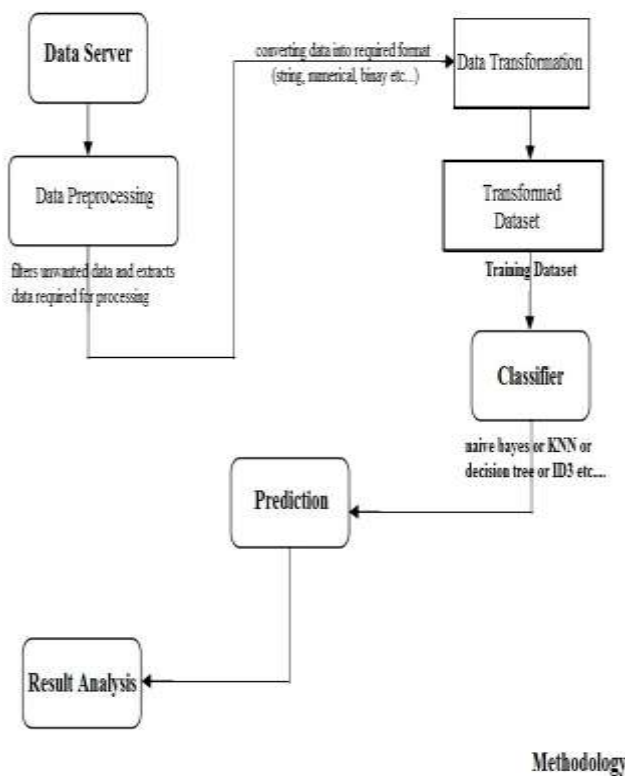 Data Server
converting data into required format
(string, numerical, binay etc...)
Data Transformation
Data Preprocessing
Transformed
Dataset
filters unwanted data and extracts
data required for processing
Training Dataset
Classifier
naive bayes or KNN or
decision tree or ID3 etc....
Prediction
Result Analysis
Methodology